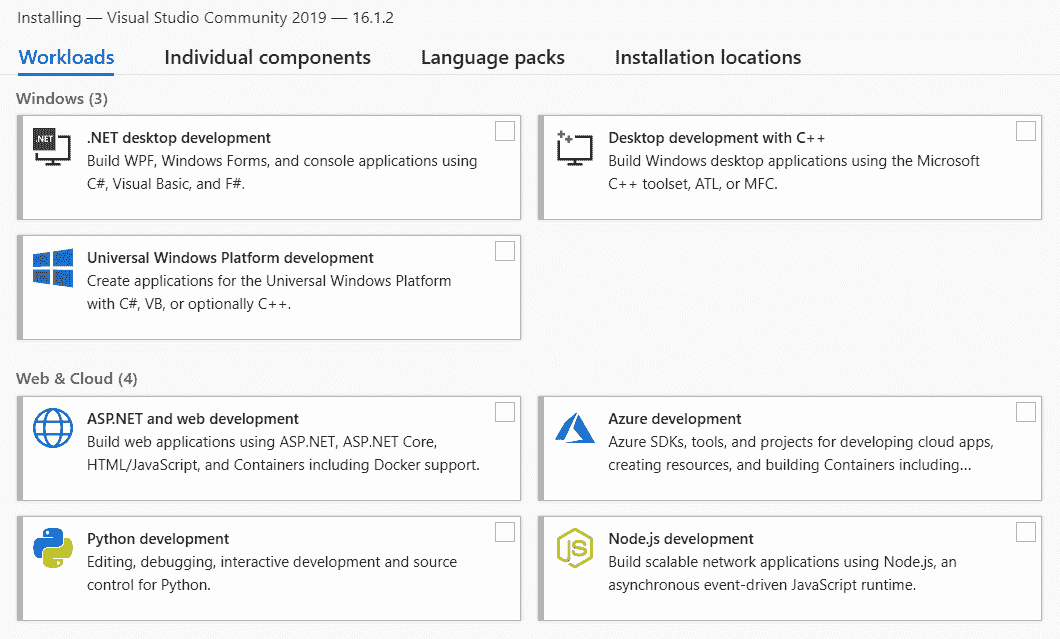 Installing — Visual Studio Community 2019 — 16.1.2
Workloads Individual components Language packs Installation locations
Windows (3)
.NET
.NET desktop development
Build WPF, Windows Forms, and console applications using
C#, Visual Basic, and F#.
Desktop development with C++
Build Windows desktop applications using the Microsoft
C++ toolset, ATL, or MFC.
Universal Windows Platform development
Create applications for the Universal Windows Platform
with C#, VB, or optionally C++.
Web & Cloud (4)
ASP.NET and web development
Build web applications using ASP.NET, ASP.NET Core,
HTML/JavaScript, and Containers including Docker support.
Azure development
Azure SDKs, tools, and projects for developing cloud apps,
creating resources, and building Containers including...
Python development
Editing, debugging, interactive development and source
control for Python.
JS
Node.js development
Build scalable network applications using Node.js, an
asynchronous event-driven JavaScript runtime.